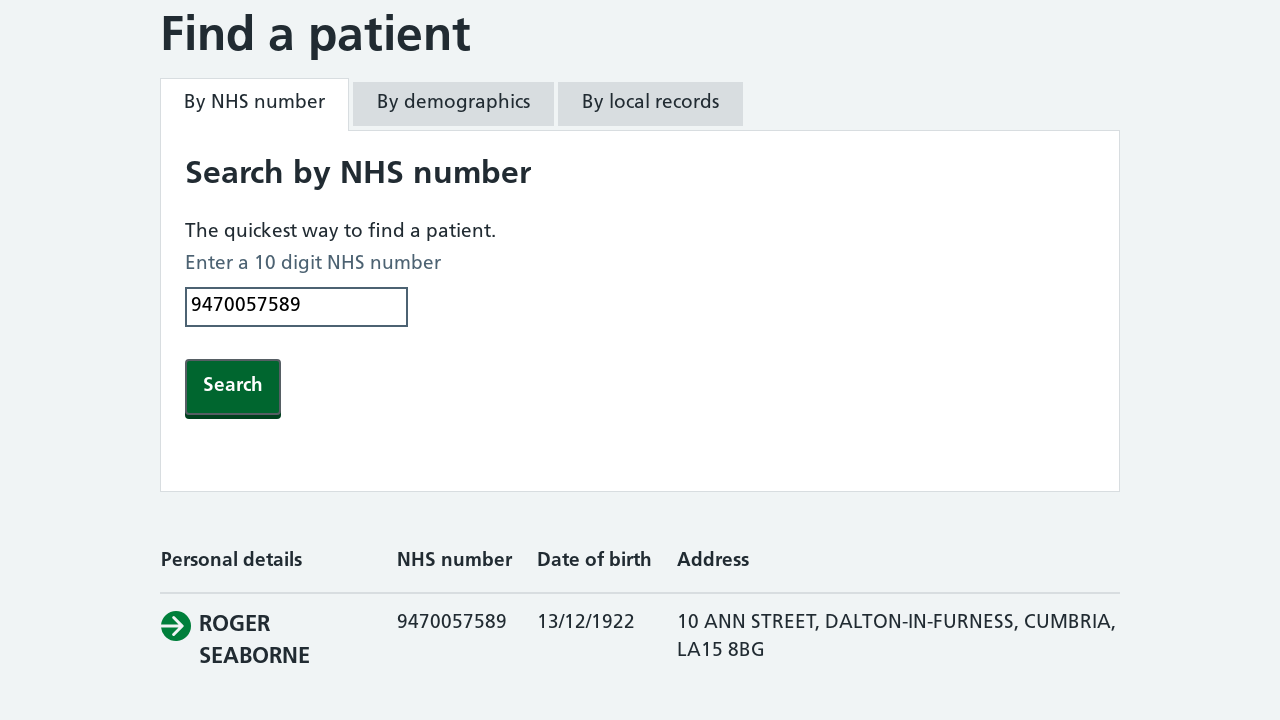 Find a patient
By NHS number By demographics By local records
Search by NHS number
The quickest way to find a patient.
Enter a 10 digit NHS number
9470057589
Search
Personal details NHS number Date of birth Address
ROGER 9470057589 13/12/1922 10 ANN STREET, DALTON-IN-FURNESS, CUMBRIA,
SEABORNE LA15 8BG